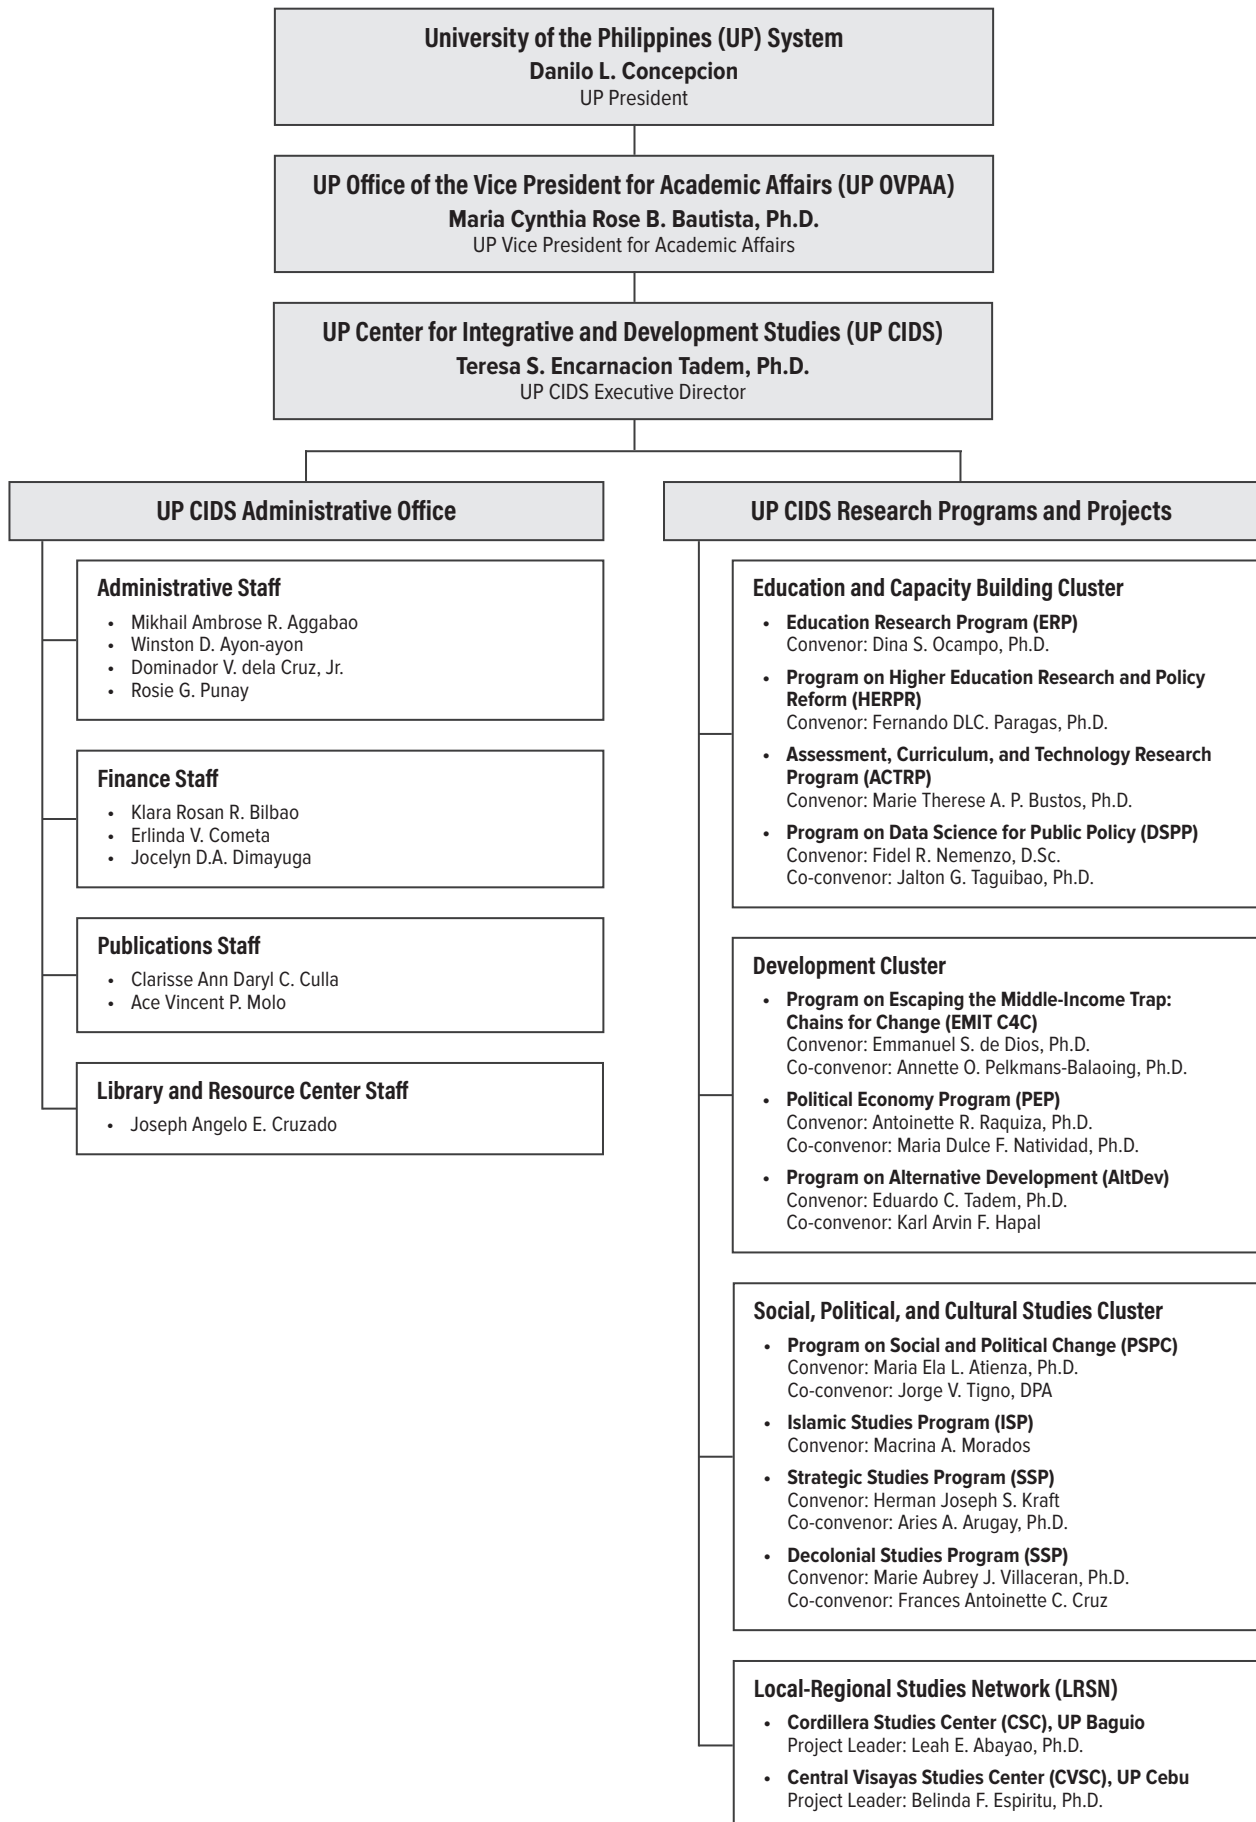 University of the Philippines (UP) System
Danilo L. Concepcion
UP President
UP Office of the Vice President for Academic Affairs (UP OVPAA)
Maria Cynthia Rose B. Bautista, Ph.D.
UP Vice President for Academic Affairs
UP Center for Integrative and Development Studies (UP CIDS)
Teresa S. Encarnacion Tadem, Ph.D.
UP CIDS Executive Director
UP CIDS Administrative Office
Administrative Staff
• Mikhail Ambrose R. Aggabao
• Winston D. Ayon-ayon
• Dominador V. dela Cruz, Jr.
• Rosie G. Punay
Finance Staff
• Klara Rosan R. Bilbao
• Erlinda V. Cometa
• Jocelyn D.A. Dimayuga
Publications Staff
• Clarisse Ann Daryl C. Culla
• Ace Vincent P. Molo
Library and Resource Center Staff
• Joseph Angelo E. Cruzado
UP CIDS Research Programs and Projects
Education and Capacity Building Cluster
• Education Research Program (ERP)
Convenor: Dina S. Ocampo, Ph.D.
• Program on Higher Education Research and Policy
Reform (HERPR)
Convenor: Fernando DLC. Paragas, Ph.D.
• Assessment, Curriculum, and Technology Research
Program (ACTRP)
Convenor: Marie Therese A. P. Bustos, Ph.D.
• Program on Data Science for Public Policy (DSPP)
Convenor: Fidel R. Nemenzo, D.Sc.
Co-convenor: Jalton G. Taguibao, Ph.D.
Development Cluster
• Program on Escaping the Middle-Income Trap:
Chains for Change (EMIT C4C)
Convenor: Emmanuel S. de Dios, Ph.D.
Co-convenor: Annette O. Pelkmans-Balaoing, Ph.D.
• Political Economy Program (PEP)
Convenor: Antoinette R. Raquiza, Ph.D.
Co-convenor: Maria Dulce F. Natividad, Ph.D.
• Program on Alternative Development (AltDev)
Convenor: Eduardo C. Tadem, Ph.D.
Co-convenor: Karl Arvin F. Hapal
Social, Political, and Cultural Studies Cluster
• Program on Social and Political Change (PSPC)
Convenor: Maria Ela L. Atienza, Ph.D.
Co-convenor: Jorge V. Tigno, DPA
• Islamic Studies Program (ISP)
Convenor: Macrina A. Morados
• Strategic Studies Program (SSP)
Convenor: Herman Joseph S. Kraft
Co-convenor: Aries A. Arugay, Ph.D.
• Decolonial Studies Program (SSP)
Convenor: Marie Aubrey J. Villaceran, Ph.D.
Co-convenor: Frances Antoinette C. Cruz
Local-Regional Studies Network (LRSN)
• Cordillera Studies Center (CSC), UP Baguio
Project Leader: Leah E. Abayao, Ph.D.
• Central Visayas Studies Center (CVSC), UP Cebu
Project Leader: Belinda F. Espiritu, Ph.D.